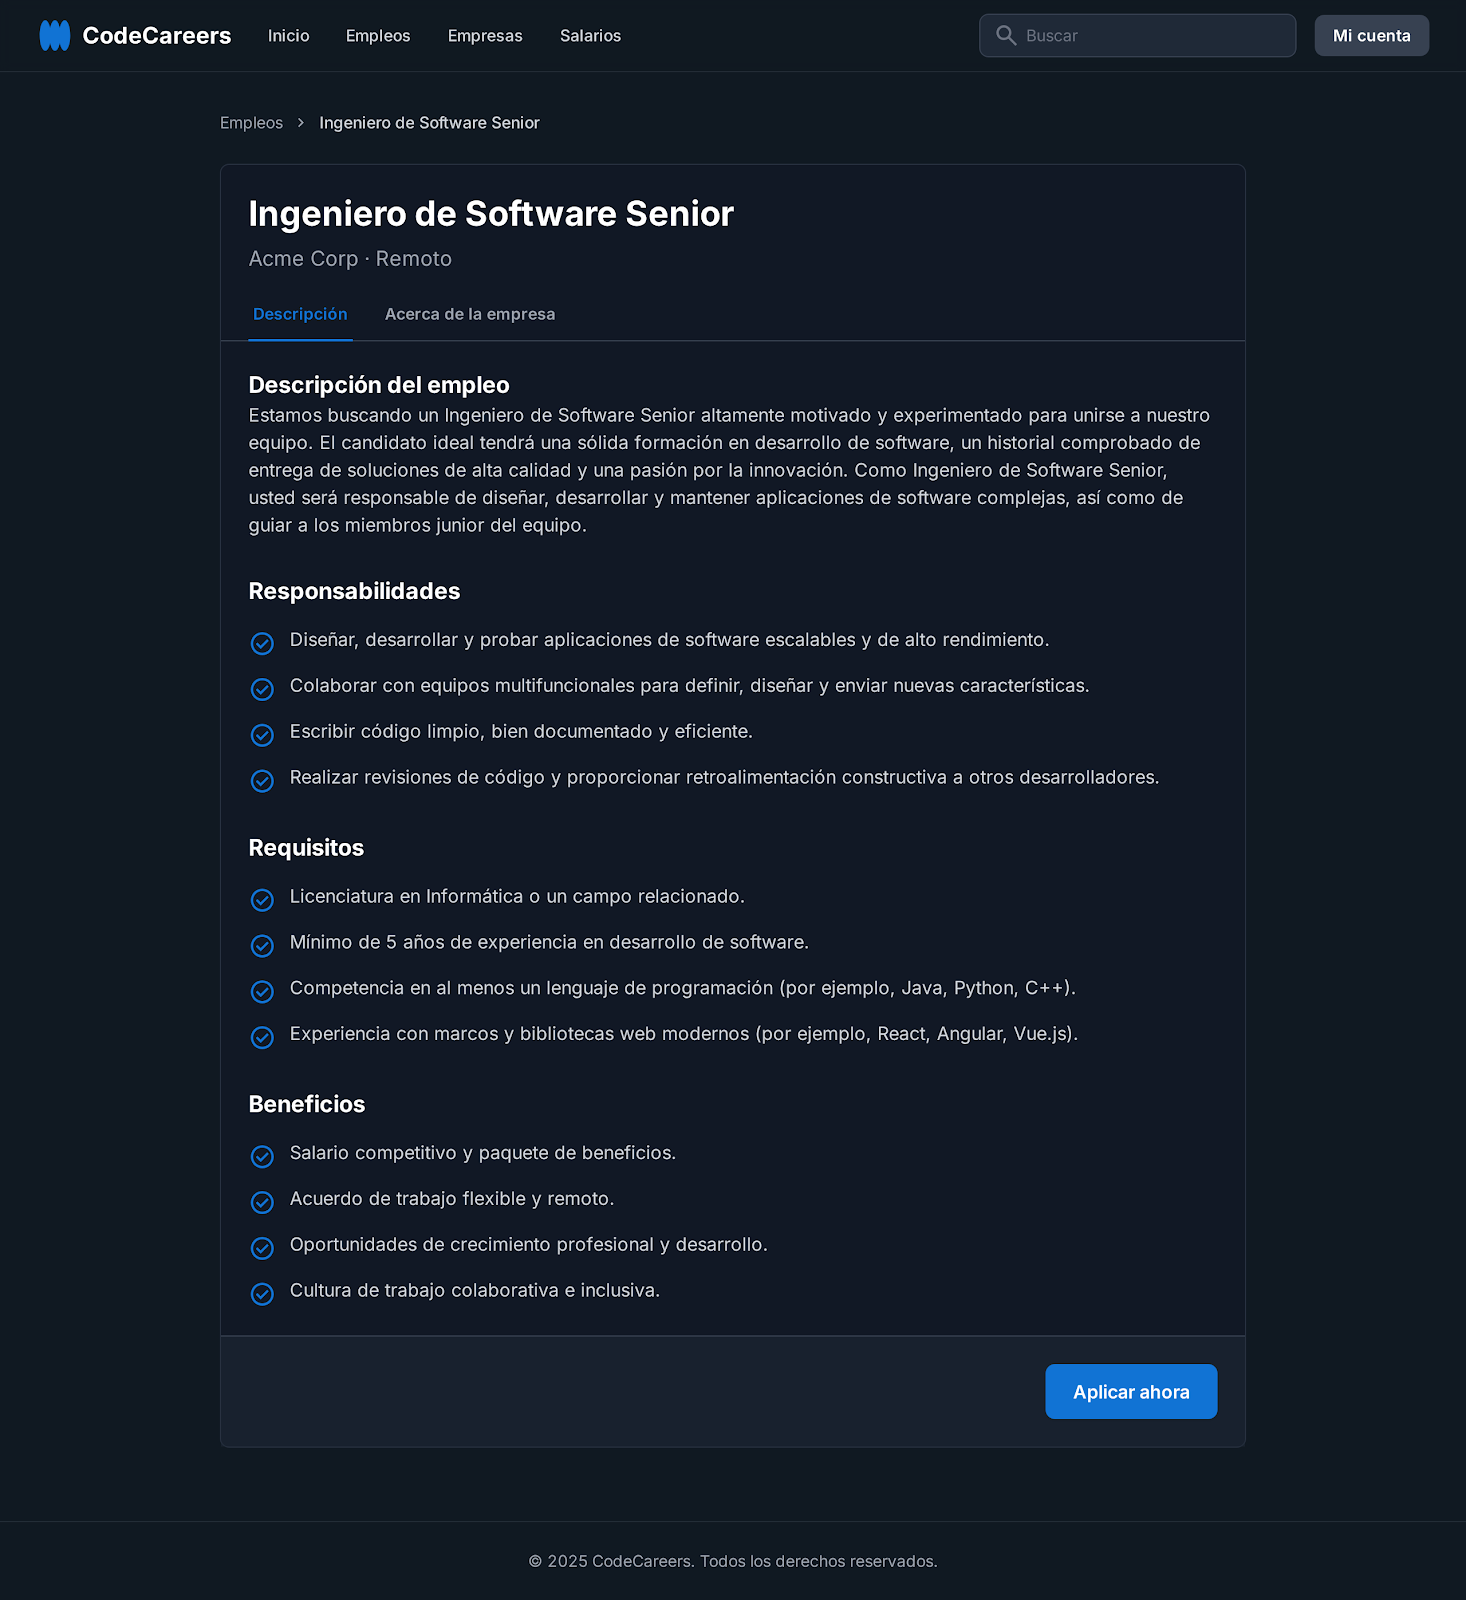 CodeCareers
Inicio
Empleos
Empresas
Salarios
Buscar
Mi cuenta
Empleos
Ingeniero de Software Senior
Ingeniero de Software Senior
Acme Corp · Remoto
Descripción
Acerca de la empresa
Descripción del empleo
Estamos buscando un Ingeniero de Software Senior altamente motivado y experimentado para unirse a nuestro
equipo. El candidato ideal tendrá una sólida formación en desarrollo de software, un historial comprobado de
entrega de soluciones de alta calidad y una pasión por la innovación. Como Ingeniero de Software Senior,
usted será responsable de diseñar, desarrollar y mantener aplicaciones de software complejas, así como de
guiar a los miembros junior del equipo.
Responsabilidades
Diseñar, desarrollar y probar aplicaciones de software escalables y de alto rendimiento.
Colaborar con equipos multifuncionales para definir, diseñar y enviar nuevas características.
Escribir código limpio, bien documentado y eficiente.
Realizar revisiones de código y proporcionar retroalimentación constructiva a otros desarrolladores.
Requisitos
Licenciatura en Informática o un campo relacionado.
Mínimo de 5 años de experiencia en desarrollo de software.
Competencia en al menos un lenguaje de programación (por ejemplo, Java, Python, C++).
Experiencia con marcos y bibliotecas web modernos (por ejemplo, React, Angular, Vue.js).
Beneficios
Salario competitivo y paquete de beneficios.
Acuerdo de trabajo flexible y remoto.
Oportunidades de crecimiento profesional y desarrollo.
Cultura de trabajo colaborativa e inclusiva.
Aplicar ahora
© 2025 CodeCareers. Todos los derechos reservados.